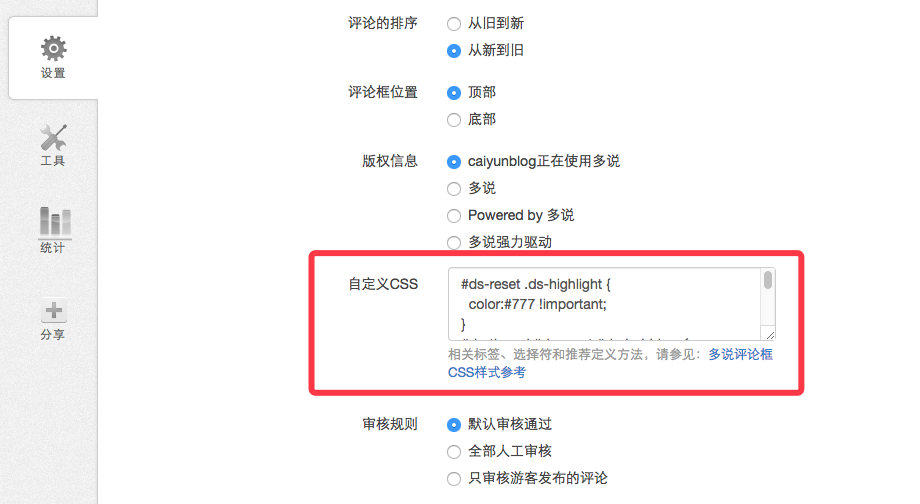 设置
工具
统计
分享
评论的排序
从旧到新
从新到旧
评论框位置
顶部
底部
版权信息
caiyunblog正在使用多说
多说
Powered by 多说
多说强力驱动
自定义CSS
#ds-reset .ds-highlight {
color:#777 !important;
}
相关标签、选择符和推荐定义方法，请参见：多说评论框
CSS样式参考
审核规则
默认审核通过
全部人工审核
只审核游客发布的评论